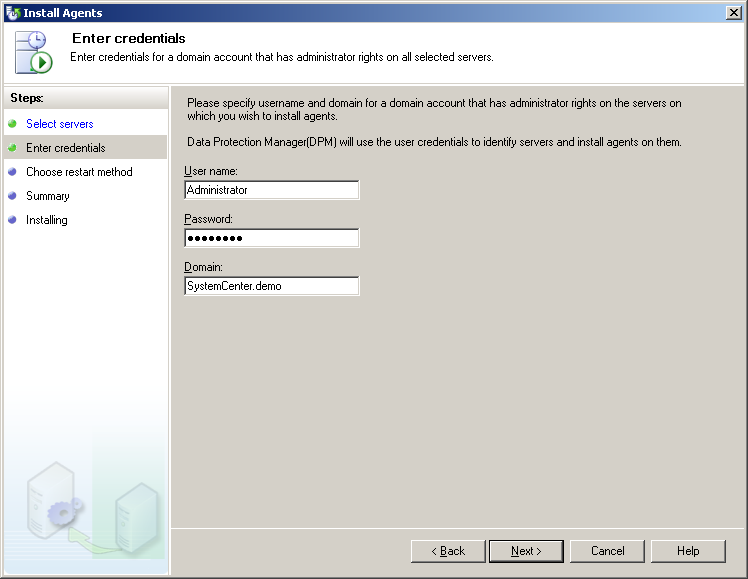 Install Agents
Enter credentials
Enter credentials for a domain account that has administrator rights on all selected servers.
Steps:
Select servers
Enter credentials
Choose restart method
Summary
Installing
Please specify username and domain for a domain account that has administrator rights on the servers on
which you wish to install agents.
Data Protection Manager(DPM) will use the user credentials to identify servers and install agents on them.
User name:
Administrator
Password:
●●●●●●●●
Domain:
SystemCenter.demo
< Back
Next >
Cancel
Help